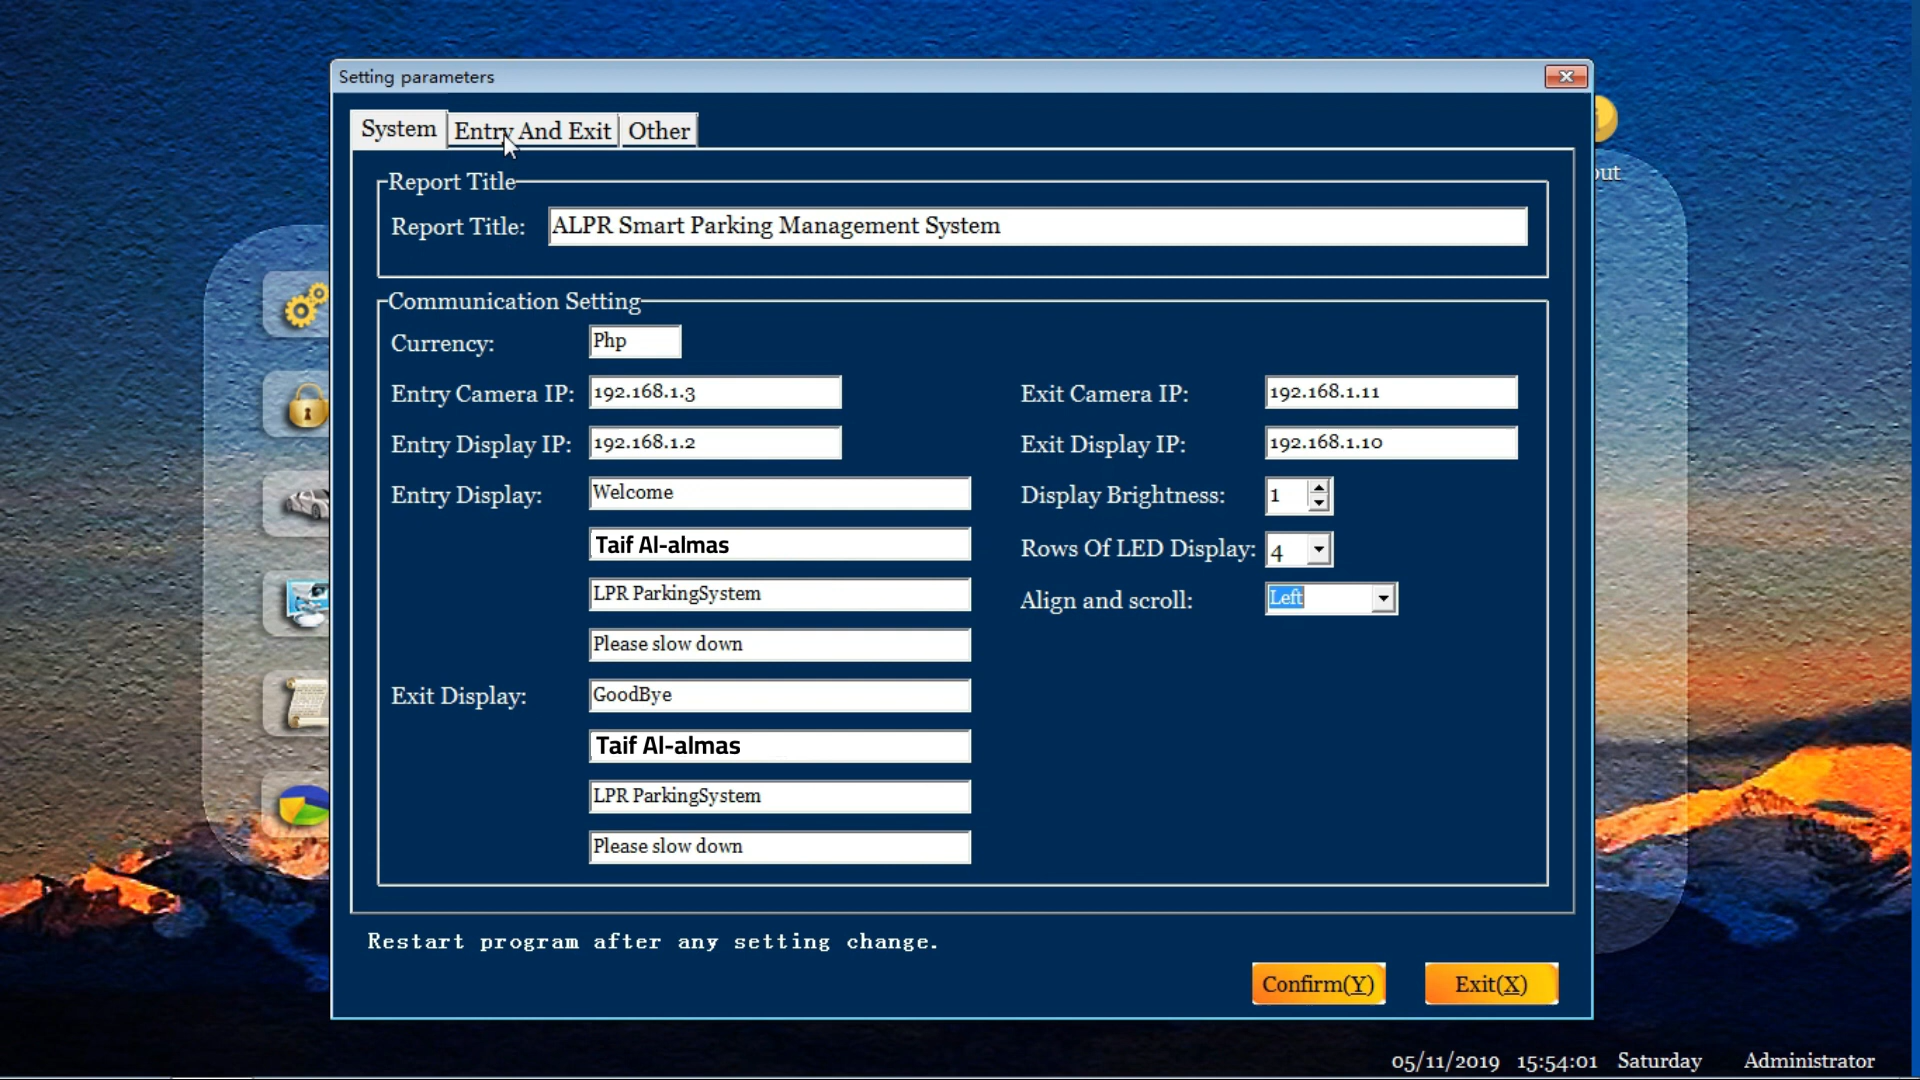 Setting parameters
System Entry And Exit Other
out
Report Title
Report Title: ALPR Smart Parking Management System
Communication Setting
Currency: Php
Entry Camera IP: 192.168.1.3 Exit Camera IP: 192.168.1.11
Entry Display IP: 192.168.1.2 Exit Display IP: 192.168.1.10
Entry Display: Welcome Display Brightness: 1
Taif Al-almas Rows Of LED Display: 4
LPR ParkingSystem Align and scroll: Left
Please slow down
Exit Display: GoodBye
Taif Al-almas
LPR ParkingSystem
Please slow down
Restart program after any setting change.
Confirm(Y) Exit(X)
05/11/2019 15:54:01 Saturday Administrator